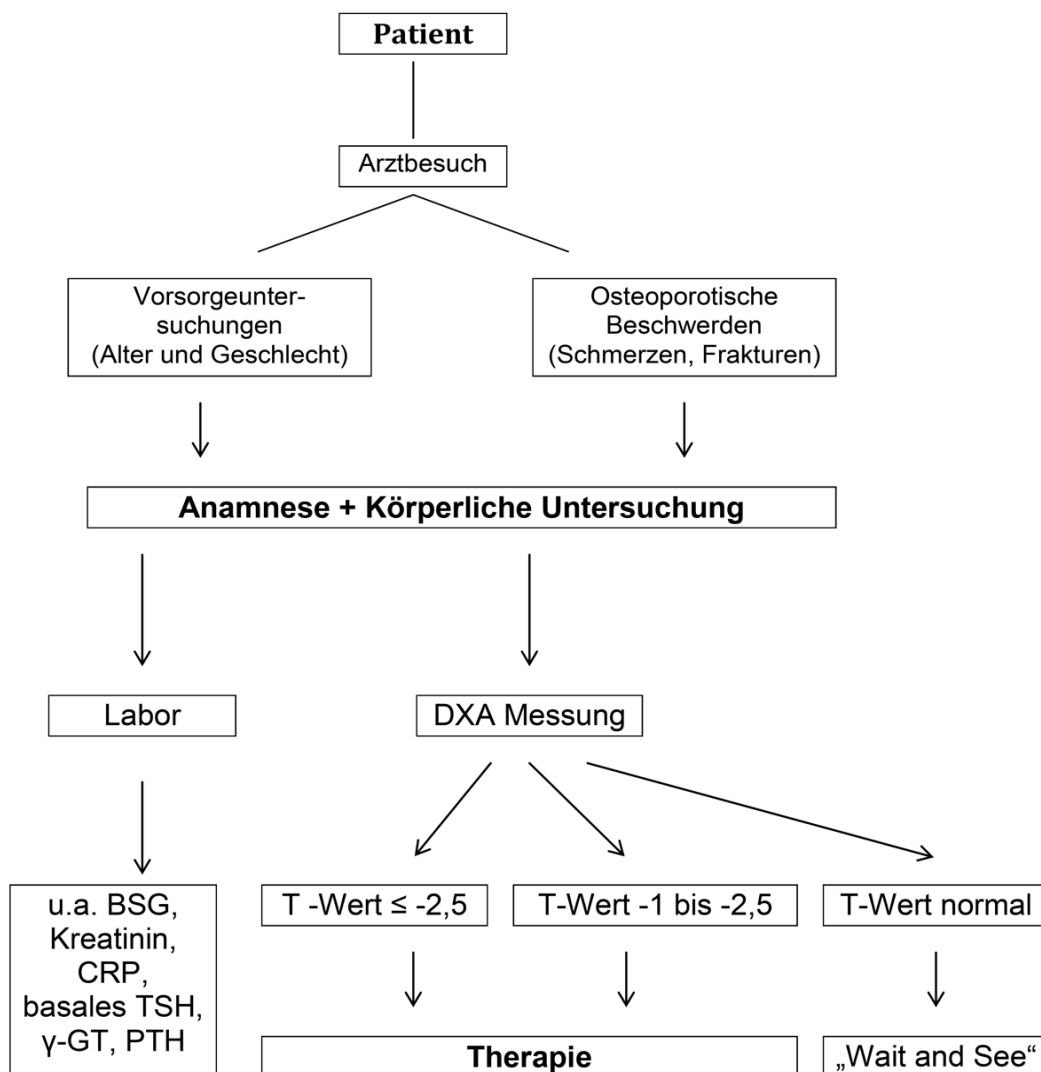 Patient
Arztbesuch
Vorsorgeunter-
suchungen
(Alter und Geschlecht)
Osteoporotische
Beschwerden
(Schmerzen, Frakturen)
Anamnese + Körperliche Untersuchung
Labor
DXA Messung
u.a. BSG,
Kreatinin,
CRP,
basales TSH,
γ-GT, PTH
T -Wert ≤ -2,5
T-Wert -1 bis -2,5
T-Wert normal
Therapie
„Wait and See“